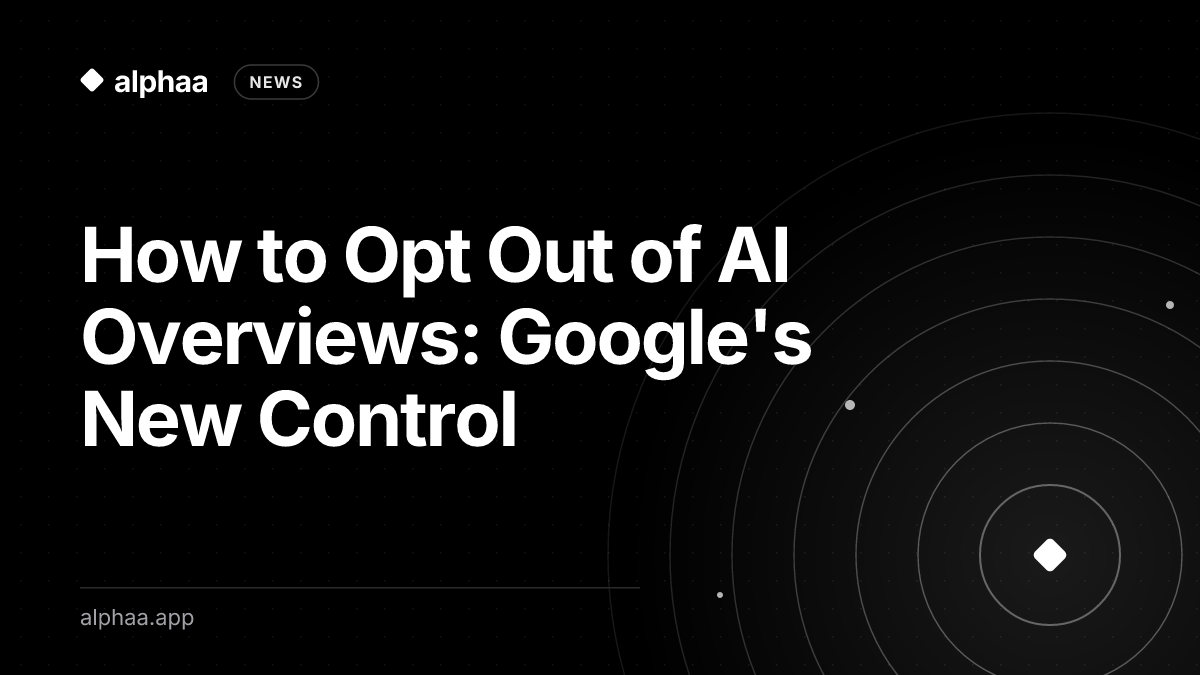 alphaa NEWS
How to Opt Out of AI
Overviews: Google's
New Control
alphaa.app